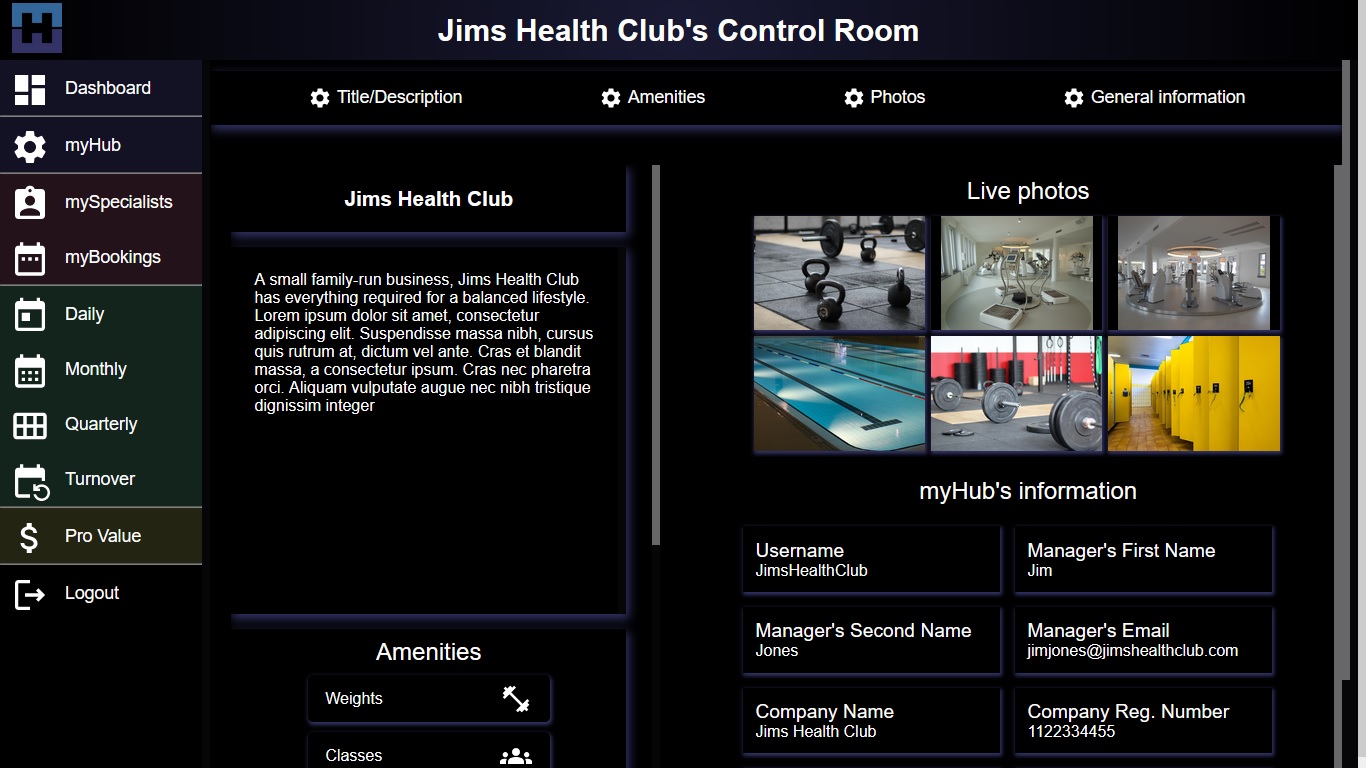 Jims Health Club's Control Room
Dashboard
myHub
mySpecialists
myBookings
Daily
Monthly
Quarterly
Turnover
Pro Value
Logout
Title/Description
Amenities
Photos
General information
Jims Health Club
A small family-run business, Jims Health Club
has everything required for a balanced lifestyle.
Lorem ipsum dolor sit amet, consectetur
adipiscing elit. Suspendisse massa nibh, cursus
quis rutrum at, dictum vel ante. Cras et blandit
massa, a consectetur ipsum. Cras nec pharetra
orci. Aliquam vulputate augue nec nibh tristique
dignissim integer
Amenities
Weights
Classes
Live photos
myHub's information
Username
JimsHealthClub
Manager's First Name
Jim
Manager's Second Name
Jones
Manager's Email
jimjones@jimshealthclub.com
Company Name
Jims Health Club
Company Reg. Number
1122334455